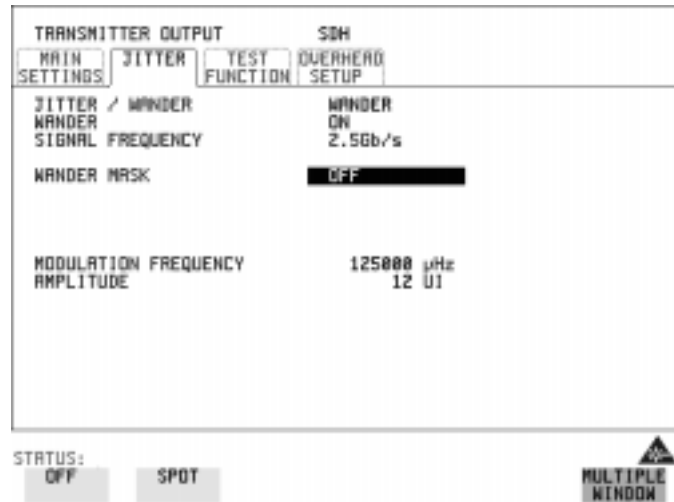 TRANSMITTER OUTPUT SDH
MAIN SETTINGS JITTER TEST FUNCTION OVERHEAD SETUP
JITTER / WANDER WANDER
WANDER ON
SIGNAL FREQUENCY 2.5Gb/s
WANDER MASK OFF
MODULATION FREQUENCY 125000 µHz
AMPLITUDE 12 UI
STATUS:
OFF SPOT MULTIPLE WINDOW